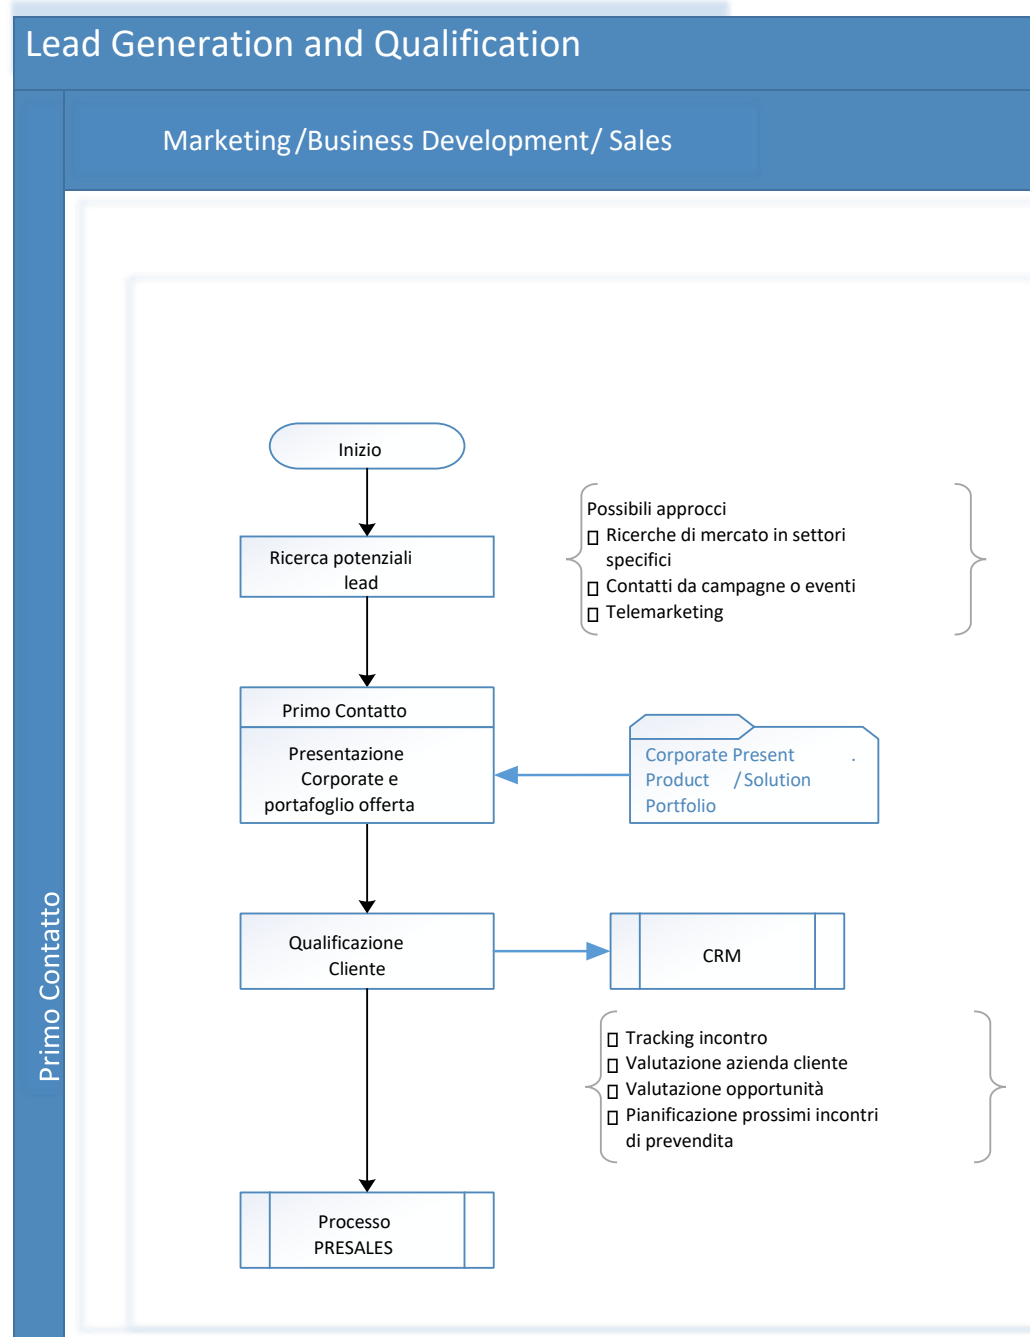 Lead Generation and Qualification
Marketing /Business Development/ Sales
Primo Contatto
Inizio
Ricerca potenziali
lead
Possibili approcci
Ricerche di mercato in settori
specifici
Contatti da campagne o eventi
Telemarketing
Primo Contatto
Presentazione
Corporate e
portafoglio offerta
Corporate Present .
Product / Solution
Portfolio
Qualificazione
Cliente
CRM
Tracking incontro
Valutazione azienda cliente
Valutazione opportunità
Pianificazione prossimi incontri
di prevendita
Processo
PRESALES